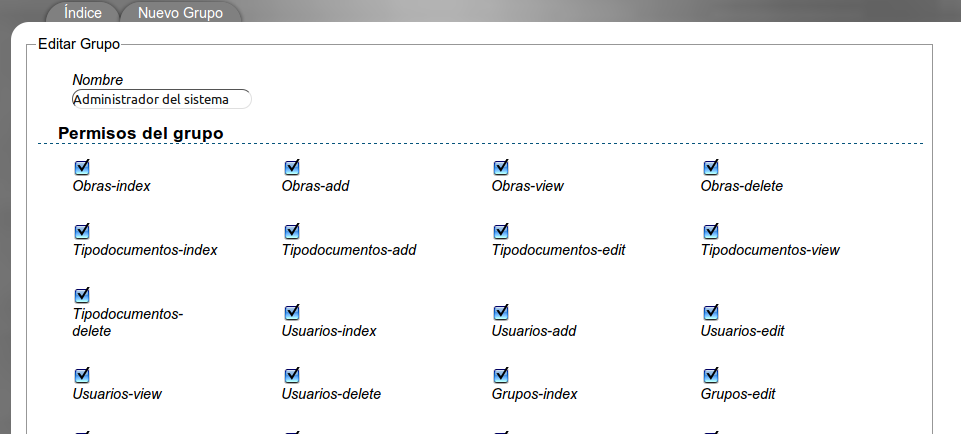 Índice Nuevo Grupo
Editar Grupo
Nombre
Administrador del sistema
Permisos del grupo
Obras-index Obras-add Obras-view Obras-delete
Tipodocumentos-index Tipodocumentos-add Tipodocumentos-edit Tipodocumentos-view
Tipodocumentos-
delete Usuarios-index Usuarios-add Usuarios-edit
Usuarios-view Usuarios-delete Grupos-index Grupos-edit